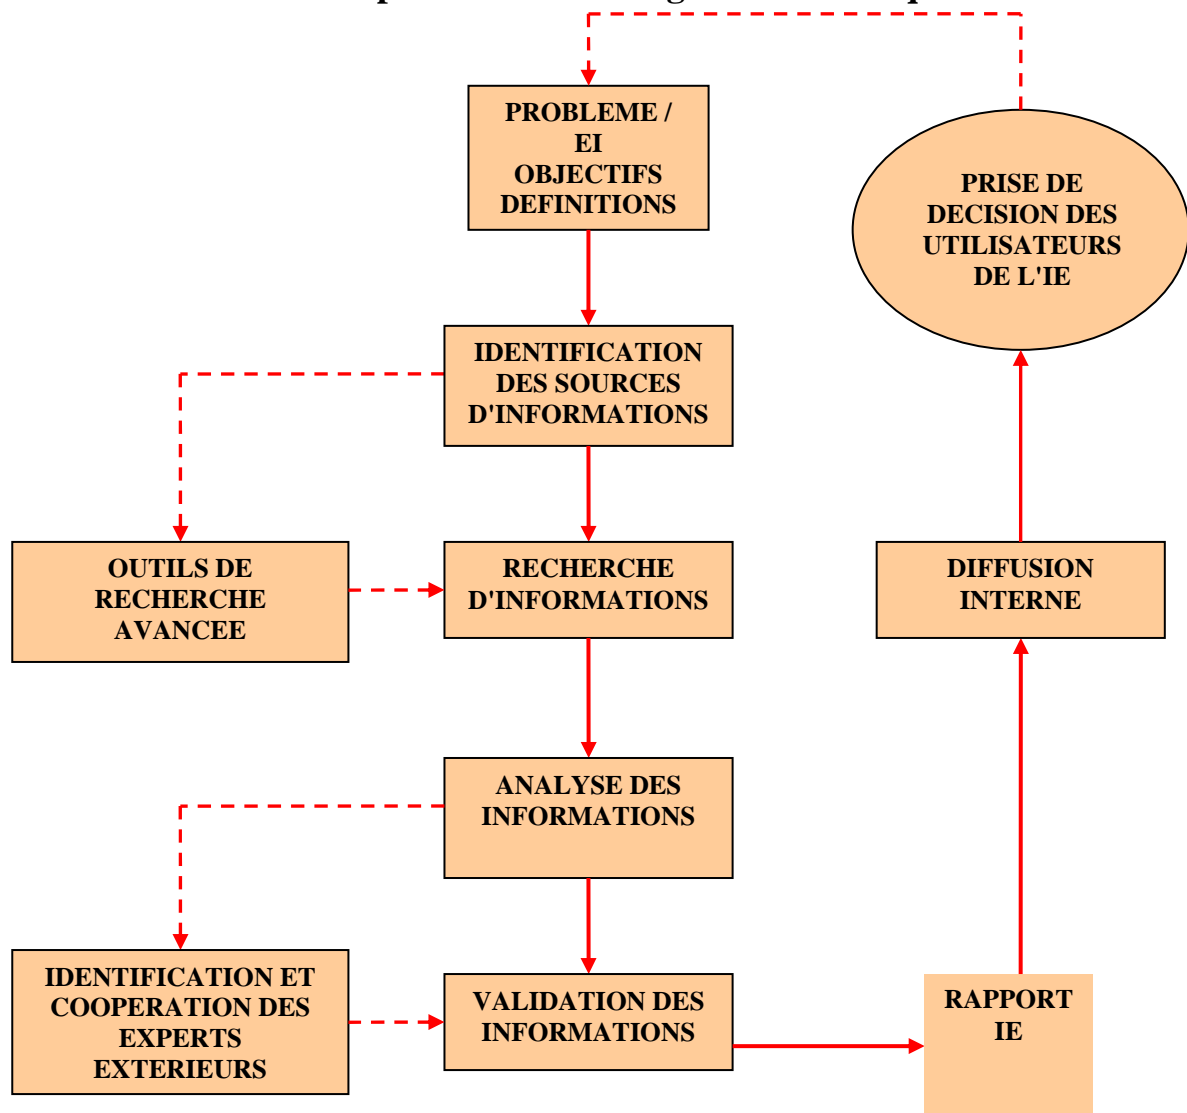 PROBLEME /
EI
OBJECTIFS
DEFINITIONS
PRISE DE
DECISION DES
UTILISATEURS
DE L'IE
IDENTIFICATION
DES SOURCES
D'INFORMATIONS
OUTILS DE
RECHERCHE
AVANCEE
RECHERCHE
D'INFORMATIONS
DIFFUSION
INTERNE
ANALYSE DES
INFORMATIONS
IDENTIFICATION ET
COOPERATION DES
EXPERTS
EXTERIEURS
VALIDATION DES
INFORMATIONS
RAPPORT
IE